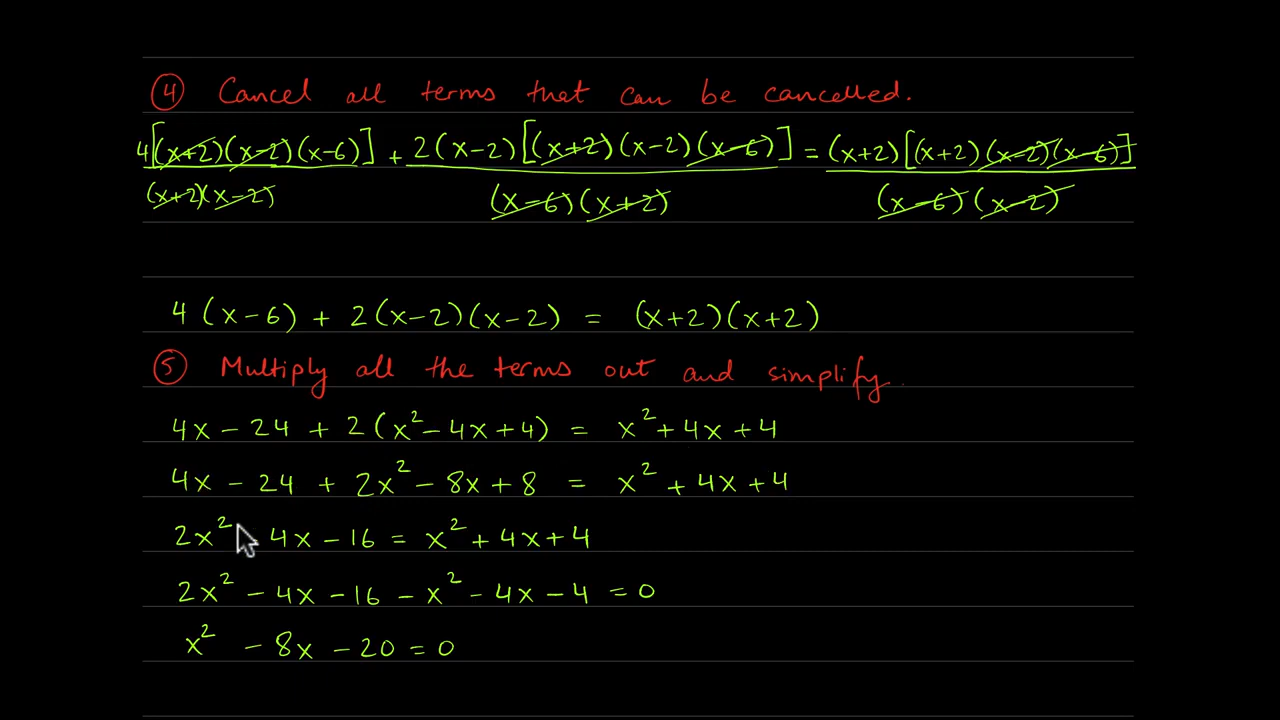 ④ Cancel all terms that can be cancelled.
4[(x+2)(x-2)(x-6)] + 2(x-2)[(x+2)(x-2)(x-6)] = (x+2)[(x+2)(x-2)(x-6)]
(x+2)(x-2) (x-6)(x+2) (x-6)(x-2)
4(x-6) + 2(x-2)(x-2) = (x+2)(x+2)
⑤ Multiply all the terms out and simplify.
4x - 24 + 2(x² - 4x + 4) = x² + 4x + 4
4x - 24 + 2x² - 8x + 8 = x² + 4x + 4
2x² 4x - 16 = x² + 4x + 4
2x² - 4x - 16 - x² - 4x - 4 = 0
x² - 8x - 20 = 0